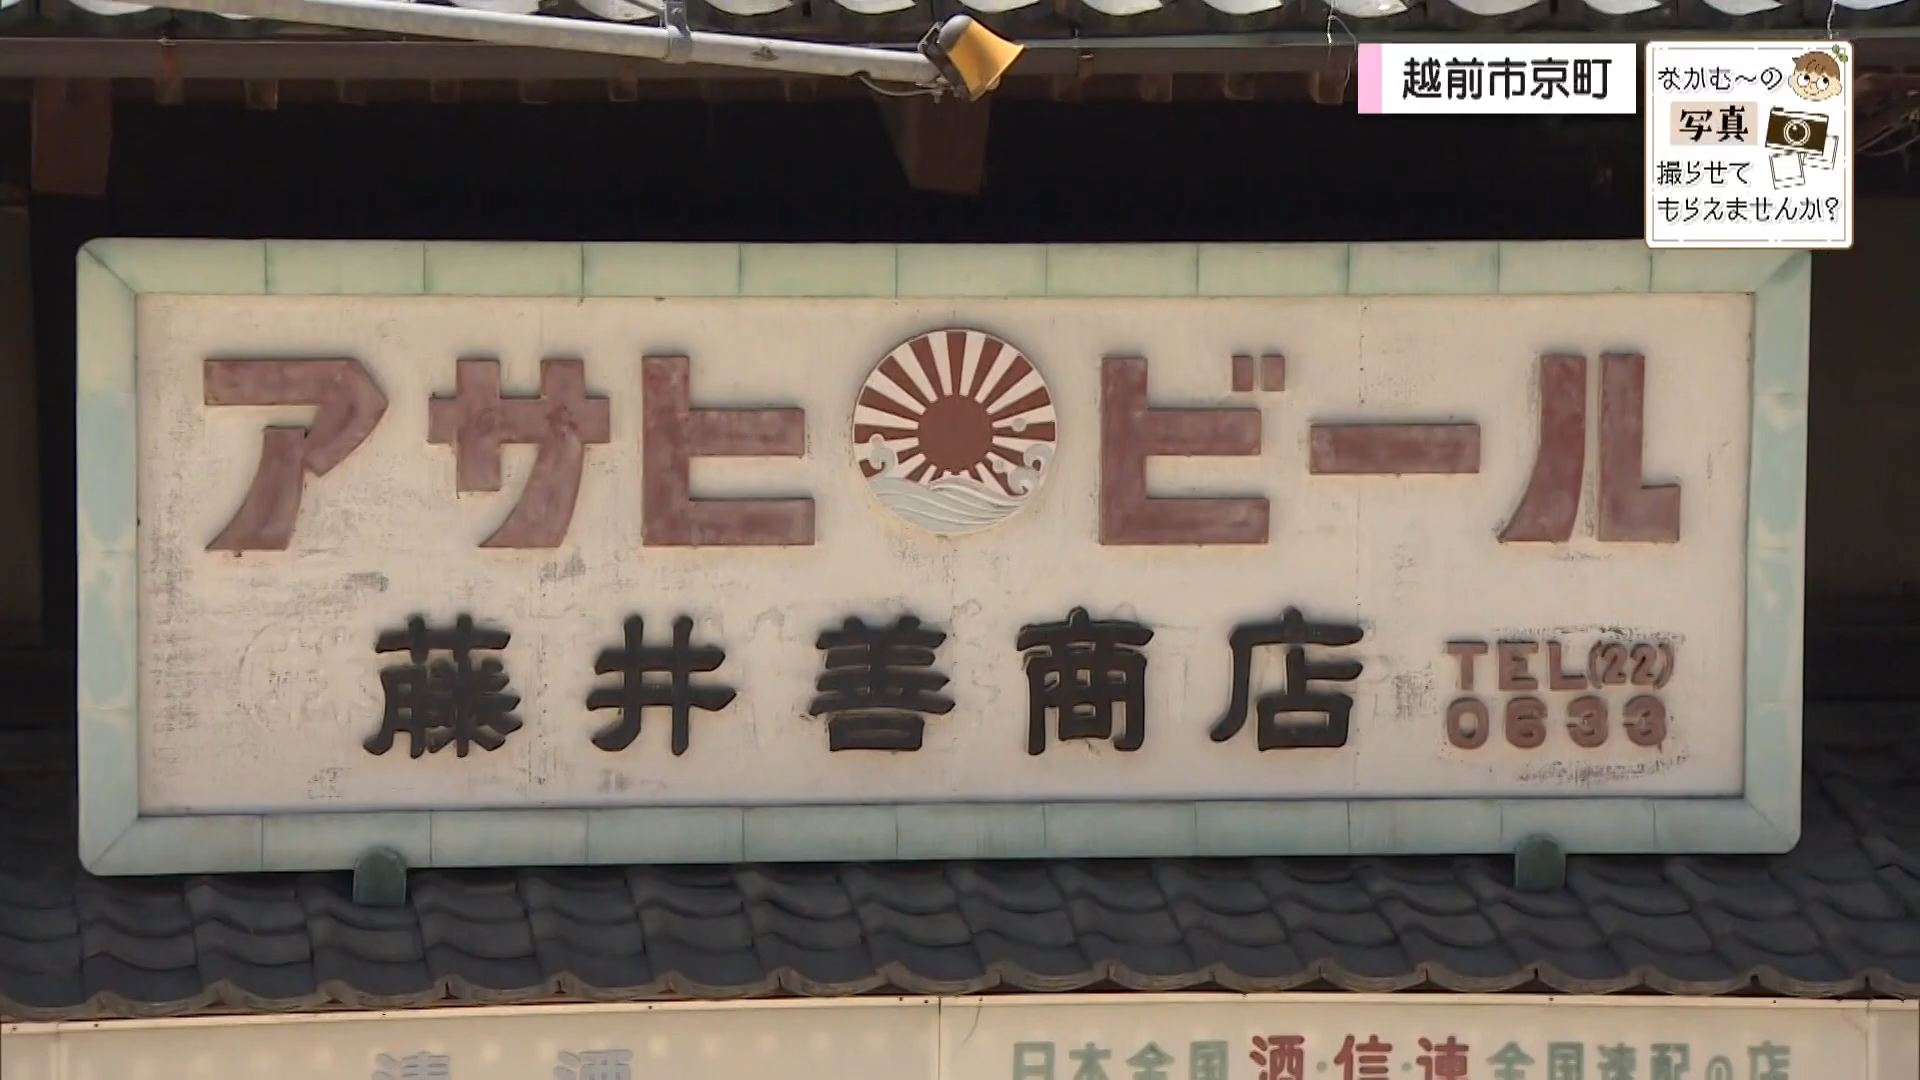 越前市京町
なかむ～の
写真
撮らせて
もらえませんか?
アサヒビール
藤井善商店
TEL(22)
0633
清酒
日本全国酒・信・連全国速配の店